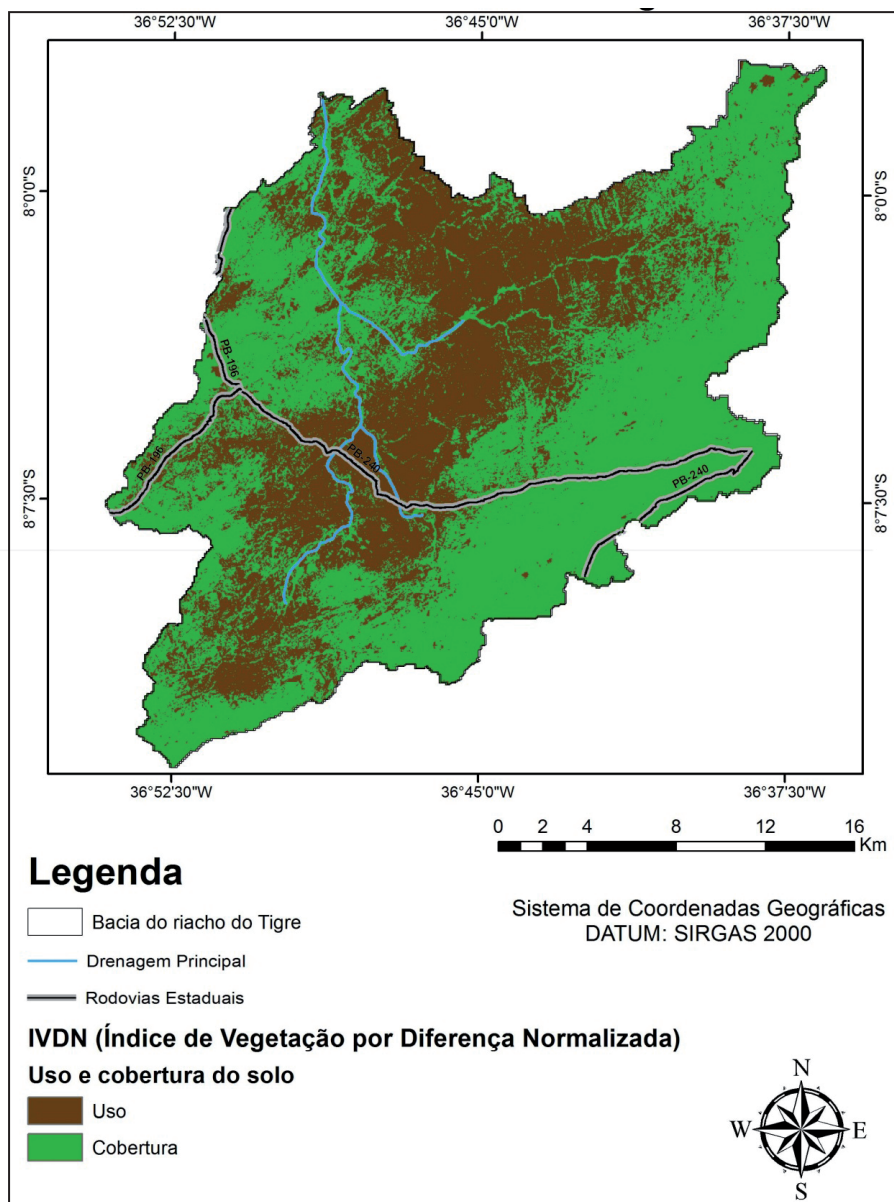 36°52'30"W 36°45'0"W 36°37'30"W
8°0'0"S 8°0'0"S
PB-196
PB-196
PB-240
PB-240
8°7'30"S 8°7'30"S
36°52'30"W 36°45'0"W 36°37'30"W
0 2 4 8 12 16
Km
Legenda
Bacia do riacho do Tigre
Drenagem Principal
Rodovias Estaduais
Sistema de Coordenadas Geográficas
DATUM: SIRGAS 2000
IVDN (Índice de Vegetação por Diferença Normalizada)
Uso e cobertura do solo
Uso
Cobertura
N
W E
S